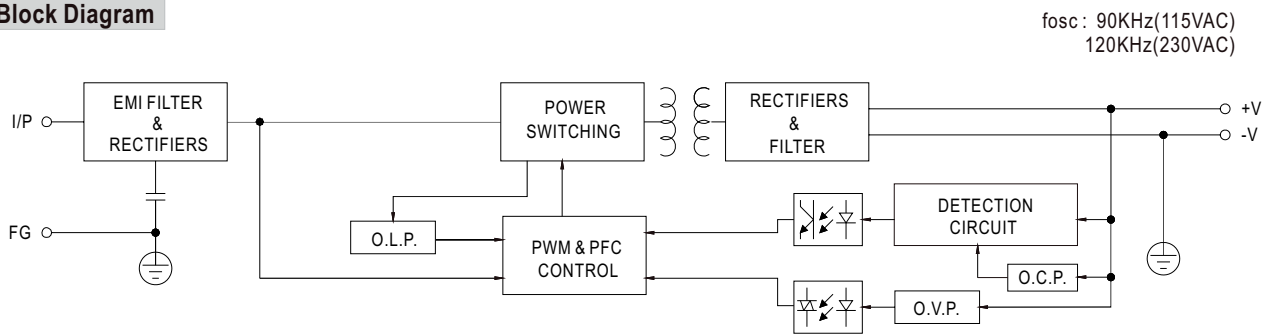 Block Diagram
fosc : 90KHz(115VAC)
120KHz(230VAC)
I/P
EMI FILTER
&
RECTIFIERS
POWER
SWITCHING
RECTIFIERS
&
FILTER
+V
-V
FG
O.L.P.
PWM & PFC
CONTROL
DETECTION
CIRCUIT
O.C.P.
O.V.P.